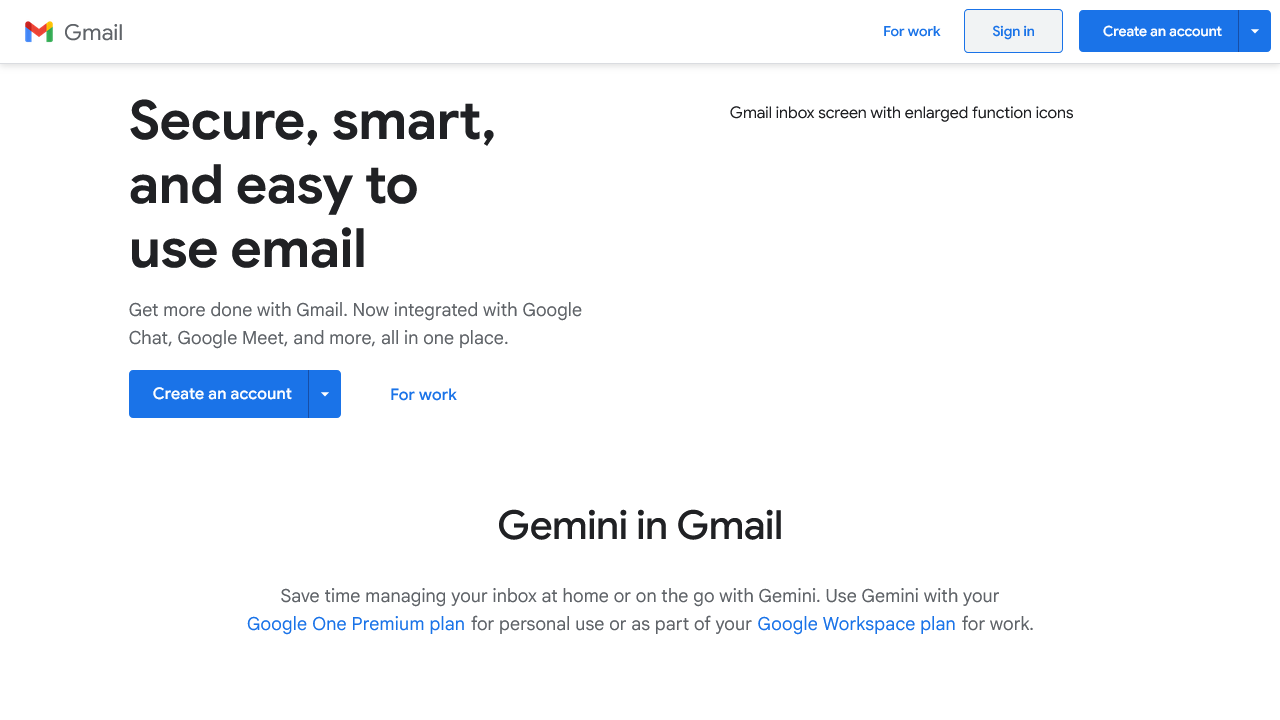 Gmail
For work
Sign in
Create an account
Secure, smart,
and easy to
use email
Gmail inbox screen with enlarged function icons
Get more done with Gmail. Now integrated with Google
Chat, Google Meet, and more, all in one place.
Create an account
For work
Gemini in Gmail
Save time managing your inbox at home or on the go with Gemini. Use Gemini with your
Google One Premium plan for personal use or as part of your Google Workspace plan for work.